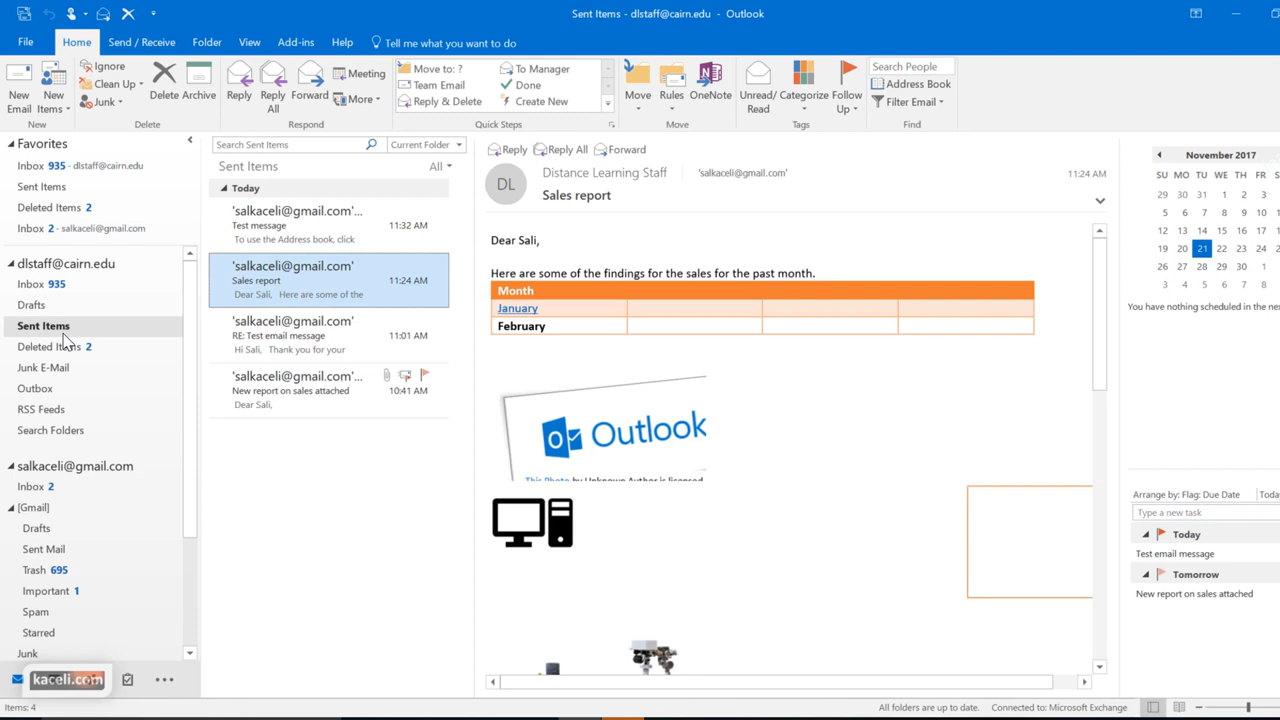 Sent Items - dlstaff@cairn.edu - Outlook
File
Home
Send / Receive
Folder
View
Add-ins
Help
Tell me what you want to do
New Email
New Items
New
Ignore
Clean Up
Junk
Delete
Archive
Delete
Reply
Reply All
Forward
Meeting
More
Respond
Move to: ?
Team Email
Reply & Delete
To Manager
Done
Create New
Quick Steps
Move
Rules
OneNote
Move
Unread/ Read
Categorize
Follow Up
Tags
Search People
Address Book
Filter Email
Find
Favorites
Inbox 935 - dlstaff@cairn.edu
Sent Items
Deleted Items 2
Inbox 2 - salkaceli@gmail.com
dlstaff@cairn.edu
Inbox 935
Drafts
Sent Items
Deleted Items 2
Junk E-Mail
Outbox
RSS Feeds
Search Folders
salkaceli@gmail.com
Inbox 2
[Gmail]
Drafts
Sent Mail
Trash 695
Important 1
Spam
Starred
Junk
kaceli.com
Items: 4
Search Sent Items
Current Folder
Sent Items
All
Today
'salkaceli@gmail.com'...
Test message 11:32 AM
To use the Address book, click
'salkaceli@gmail.com'
Sales report 11:24 AM
Dear Sali, Here are some of the
'salkaceli@gmail.com'
RE: Test email message 11:01 AM
Hi Sali, Thank you for your
'salkaceli@gmail.com'...
New report on sales attached 10:41 AM
Dear Sali,
Reply
Reply All
Forward
DL
Distance Learning Staff
'salkaceli@gmail.com'
11:24 AM
Sales report
Dear Sali,
Here are some of the findings for the sales for the past month.
Month
January
February
Outlook
This Photo by Unknown Author is licensed
November 2017
SU MO TU WE TH FR S
29 30 31 1 2 3
5 6 7 8 9 10
12 13 14 15 16 17
19 20 21 22 23 24
26 27 28 29 30 1
3 4 5 6 7 8
You have nothing scheduled in the nex
Arrange by: Flag: Due Date
Toda
Type a new task
Today
Test email message
Tomorrow
New report on sales attached
All folders are up to date.
Connected to: Microsoft Exchange